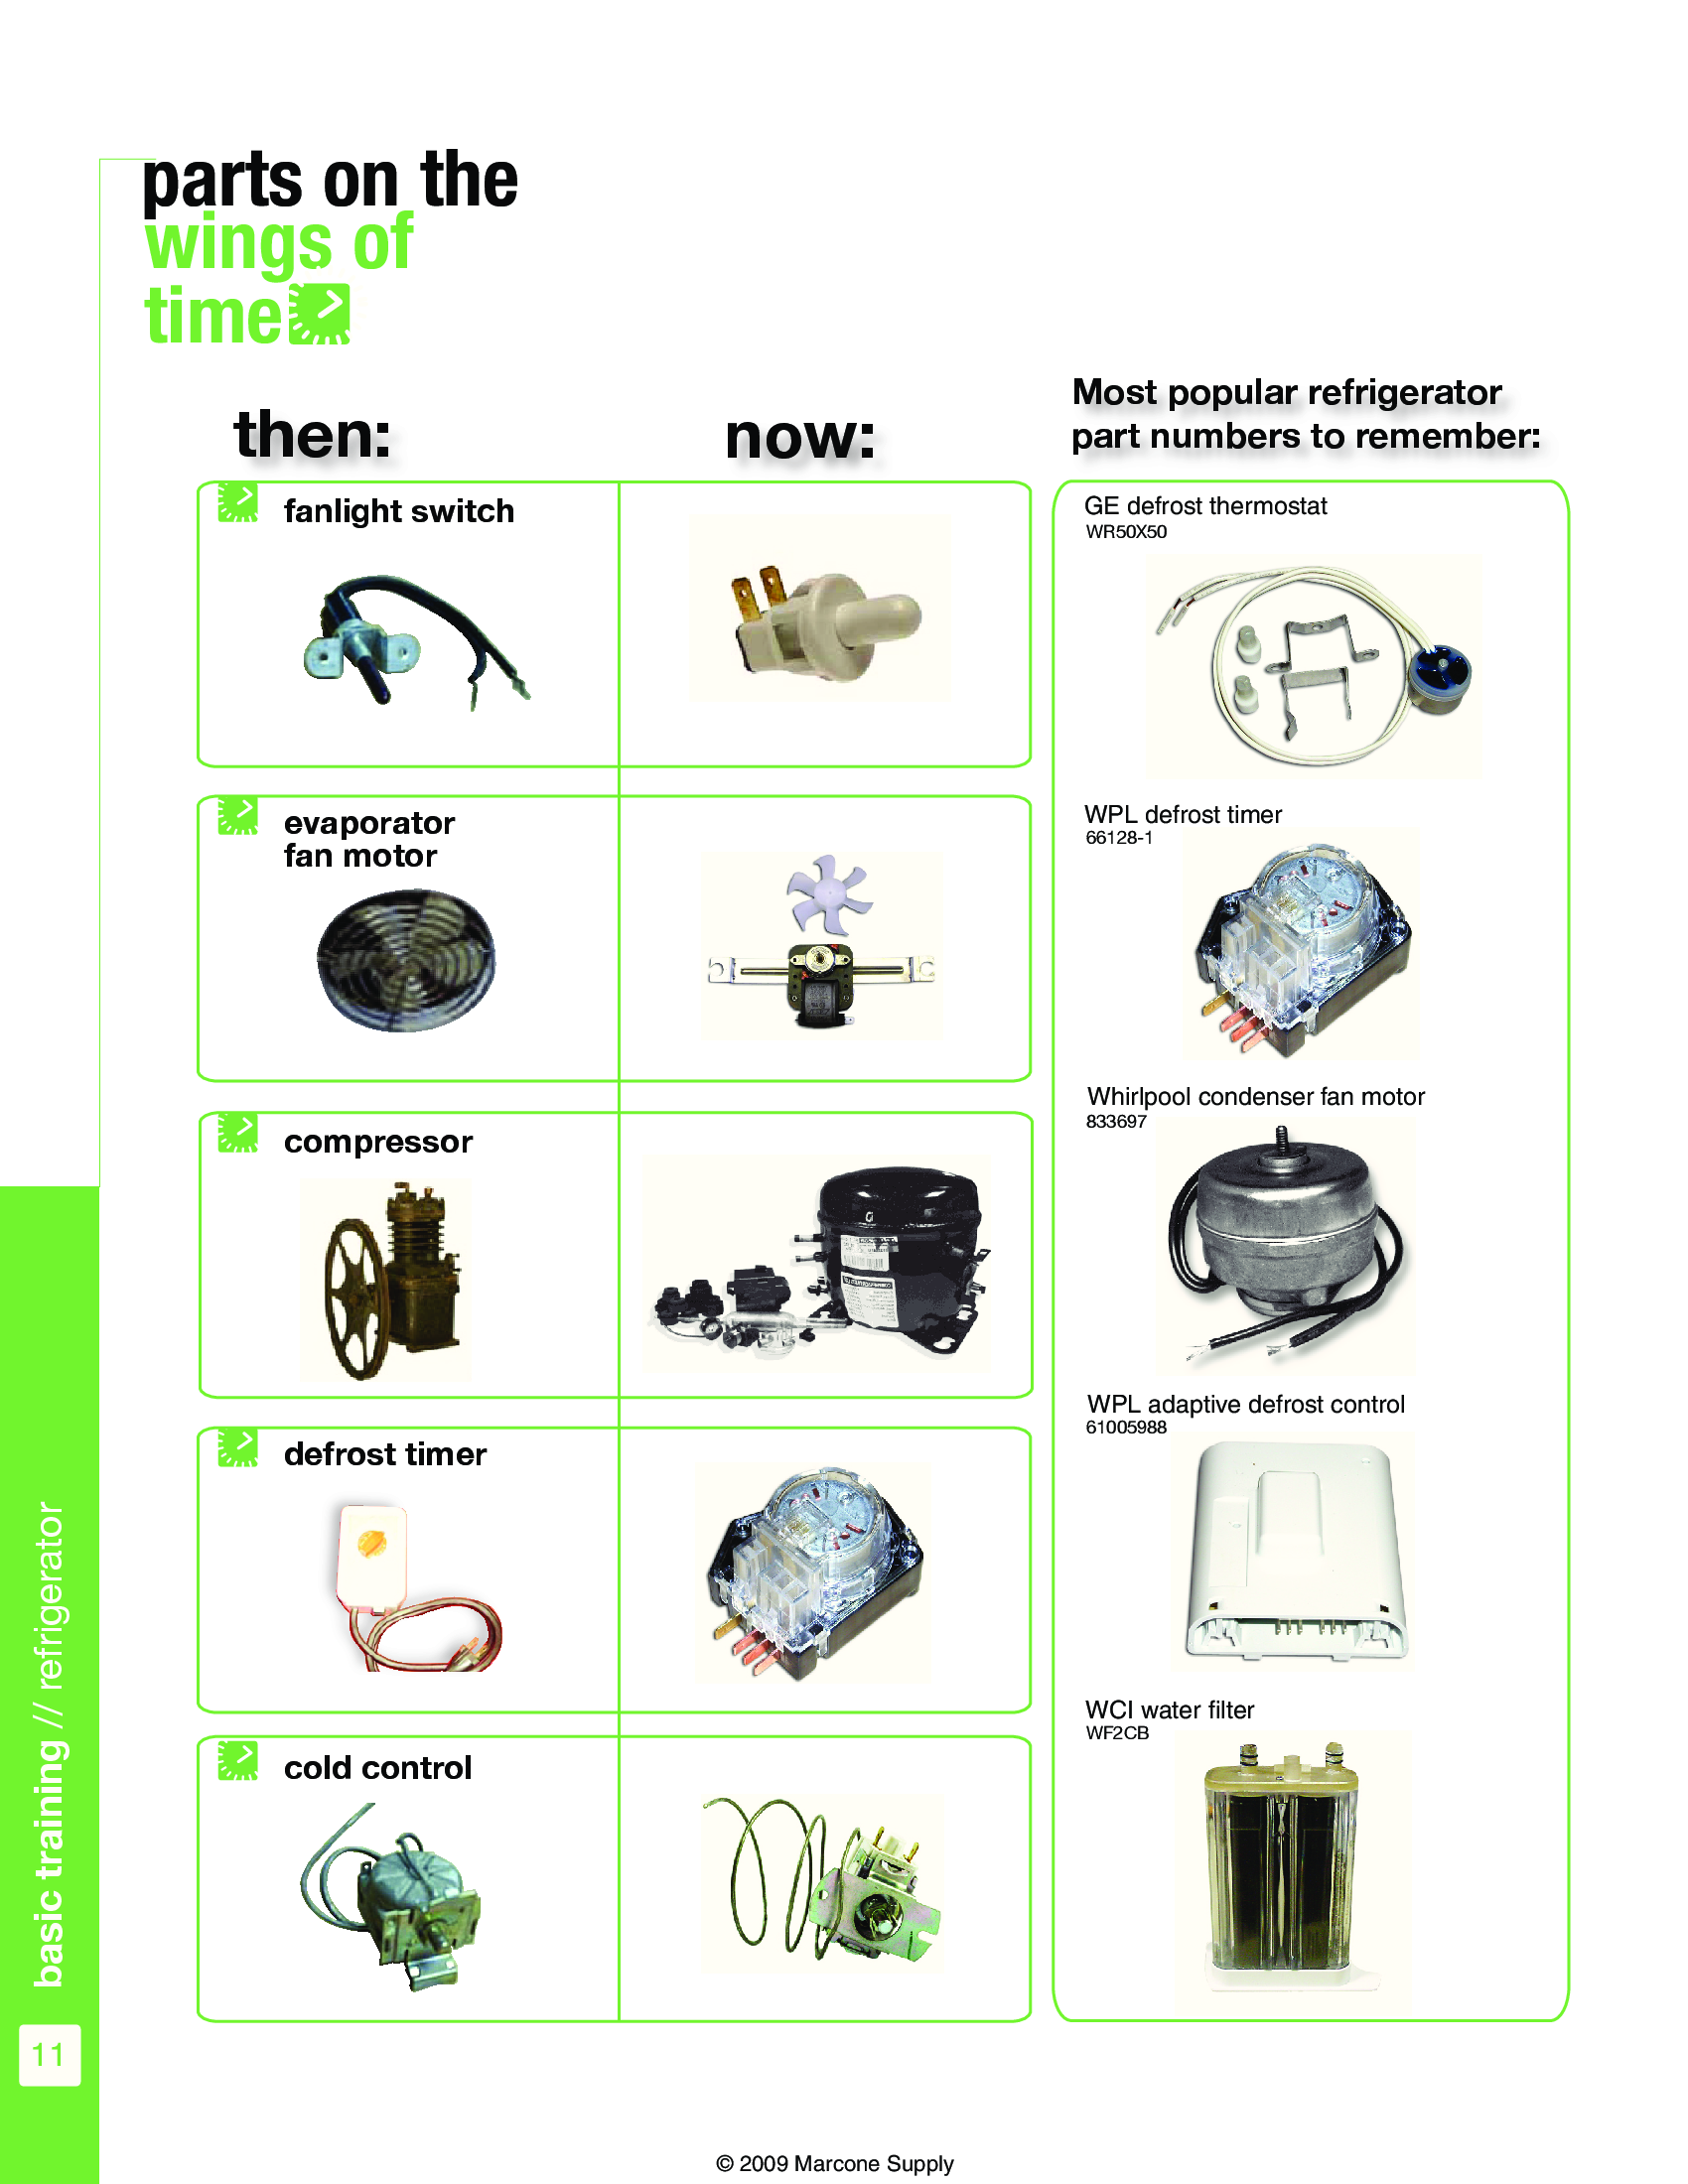 parts on the
wings of
time
then:
now:
fanlight switch
evaporator
fan motor
compressor
defrost timer
cold control
Most popular refrigerator
part numbers to remember:
GE defrost thermostat
WR50X50
WPL defrost timer
66128-1
Whirlpool condenser fan motor
833697
WPL adaptive defrost control
61005988
WCI water filter
WF2CB
basic training // refrigerator
11
© 2009 Marcone Supply